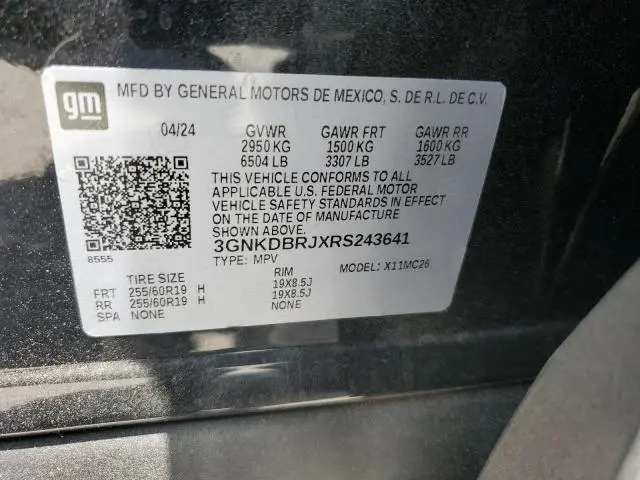 gm
MFD BY GENERAL MOTORS DE MEXICO, S. DE R.L. DE C.V.
04/24 GVWR GAWR FRT GAWR RR
2950 KG 1500 KG 1600 KG
6504 LB 3307 LB 3527 LB
THIS VEHICLE CONFORMS TO ALL
APPLICABLE U.S. FEDERAL MOTOR
VEHICLE SAFETY STANDARDS IN EFFECT
ON THE DATE OF MANUFACTURE
SHOWN ABOVE.
3GNKDBRJXRS243641
8555
TYPE: MPV MODEL: X11MC26
TIRE SIZE RIM
FRT 255/60R19 H 19X8.5J
RR 255/60R19 H 19X8.5J
SPA NONE NONE